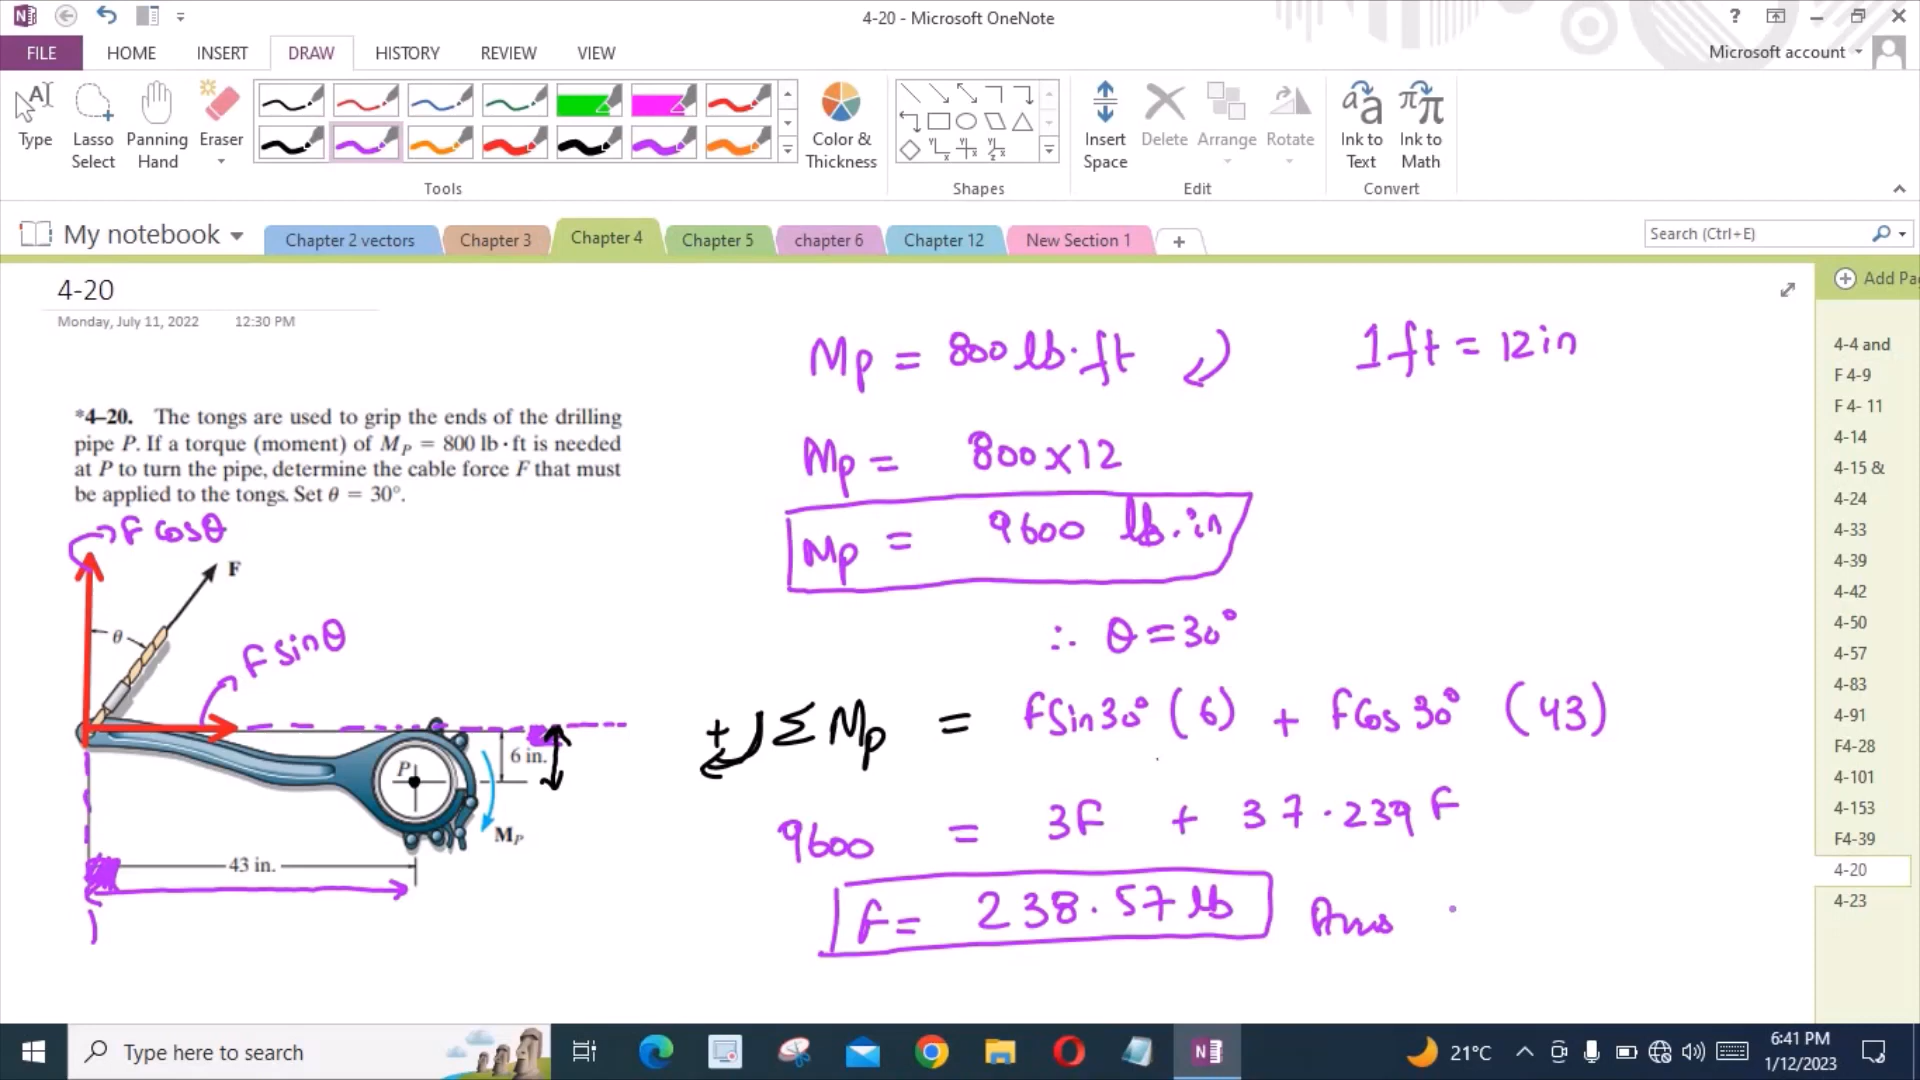 4-20 - Microsoft OneNote
?
FILE HOME INSERT DRAW HISTORY REVIEW VIEW
Microsoft account
Type
Lasso Select
Panning Hand
Eraser
Color & Thickness
Insert Space
Delete
Arrange
Rotate
Ink to Text
Ink to Math
Tools
Shapes
Edit
Convert
My notebook
Chapter 2 vectors
Chapter 3
Chapter 4
Chapter 5
chapter 6
Chapter 12
New Section 1
Search (Ctrl+E)
4-20
Monday, July 11, 2022 12:30 PM
*4–20. The tongs are used to grip the ends of the drilling
pipe P. If a torque (moment) of MP = 800 lb · ft is needed
at P to turn the pipe, determine the cable force F that must
be applied to the tongs. Set θ = 30°.
F cosθ
F
θ
F sinθ
6 in.
P
MP
43 in.
Mp = 800 lb·ft
1ft = 12in
Mp = 800×12
Mp = 9600 lb.in
∴ θ = 30°
+ ΣMp = fsin30° (6) + fcos30° (43)
9600 = 3F + 37.239 F
f = 238.57 lb Ans
Add Pa
4-4 and
F 4-9
F 4- 11
4-14
4-15 &
4-24
4-33
4-39
4-42
4-50
4-57
4-83
4-91
F4-28
4-101
4-153
F4-39
4-20
4-23
Type here to search
21°C
6:41 PM
1/12/2023